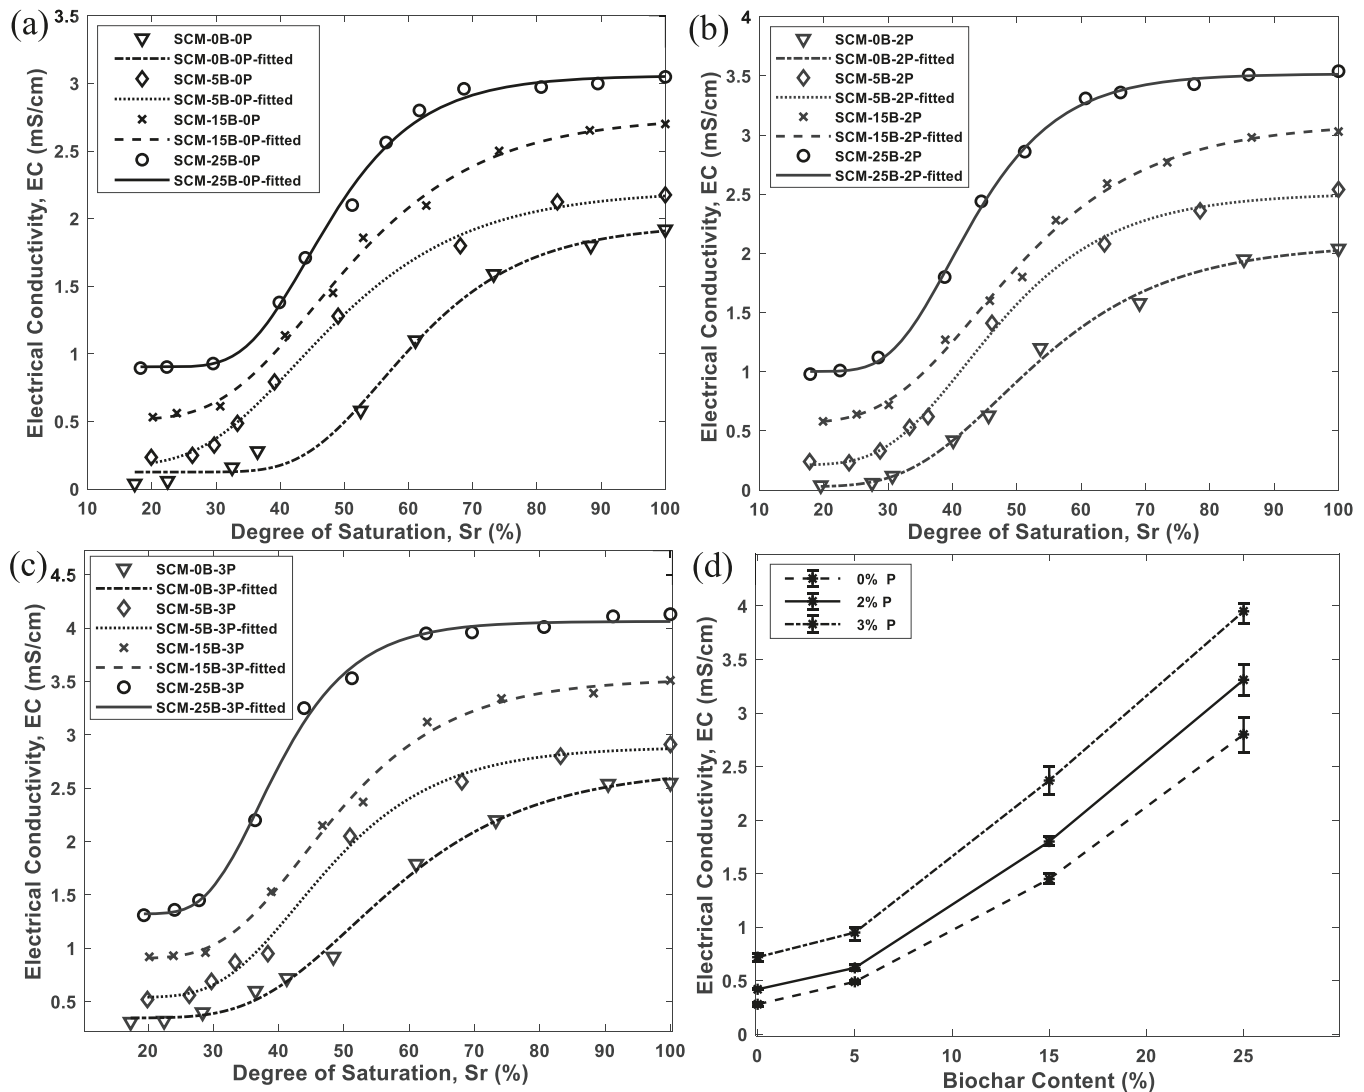 (a)
3.5
3
2.5
2
1.5
1
0.5
0
Electrical Conductivity, EC (mS/cm)
SCM-0B-0P
SCM-0B-0P-fitted
SCM-5B-0P
SCM-5B-0P-fitted
SCM-15B-0P
SCM-15B-0P-fitted
SCM-25B-0P
SCM-25B-0P-fitted
10 20 30 40 50 60 70 80 90 100
Degree of Saturation, Sr (%)
(b)
4
3.5
3
2.5
2
1.5
1
0.5
0
Electrical Conductivity, EC (mS/cm)
SCM-0B-2P
SCM-0B-2P-fitted
SCM-5B-2P
SCM-5B-2P-fitted
SCM-15B-2P
SCM-15B-2P-fitted
SCM-25B-2P
SCM-25B-2P-fitted
10 20 30 40 50 60 70 80 90 100
Degree of Saturation, Sr (%)
(c)
4.5
4
3.5
3
2.5
2
1.5
1
0.5
Electrical Conductivity, EC (mS/cm)
SCM-0B-3P
SCM-0B-3P-fitted
SCM-5B-3P
SCM-5B-3P-fitted
SCM-15B-3P
SCM-15B-3P-fitted
SCM-25B-3P
SCM-25B-3P-fitted
20 30 40 50 60 70 80 90 100
Degree of Saturation, Sr (%)
(d)
4
3.5
3
2.5
2
1.5
1
0.5
0
Electrical Conductivity, EC (mS/cm)
0% P
2% P
3% P
0 5 10 15 20 25
Biochar Content (%)